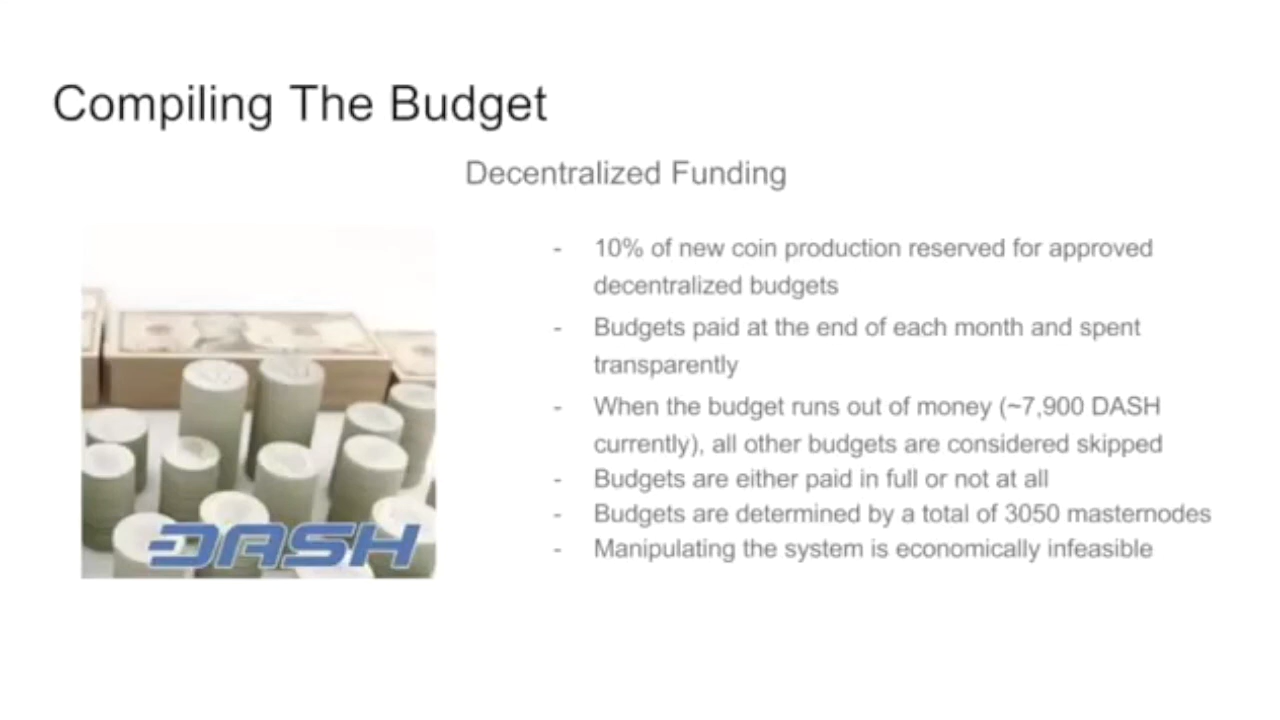 Compiling The Budget
Decentralized Funding
- 10% of new coin production reserved for approved
decentralized budgets
- Budgets paid at the end of each month and spent
transparently
- When the budget runs out of money (~7,900 DASH
currently), all other budgets are considered skipped
- Budgets are either paid in full or not at all
- Budgets are determined by a total of 3050 masternodes
- Manipulating the system is economically infeasible
DASH